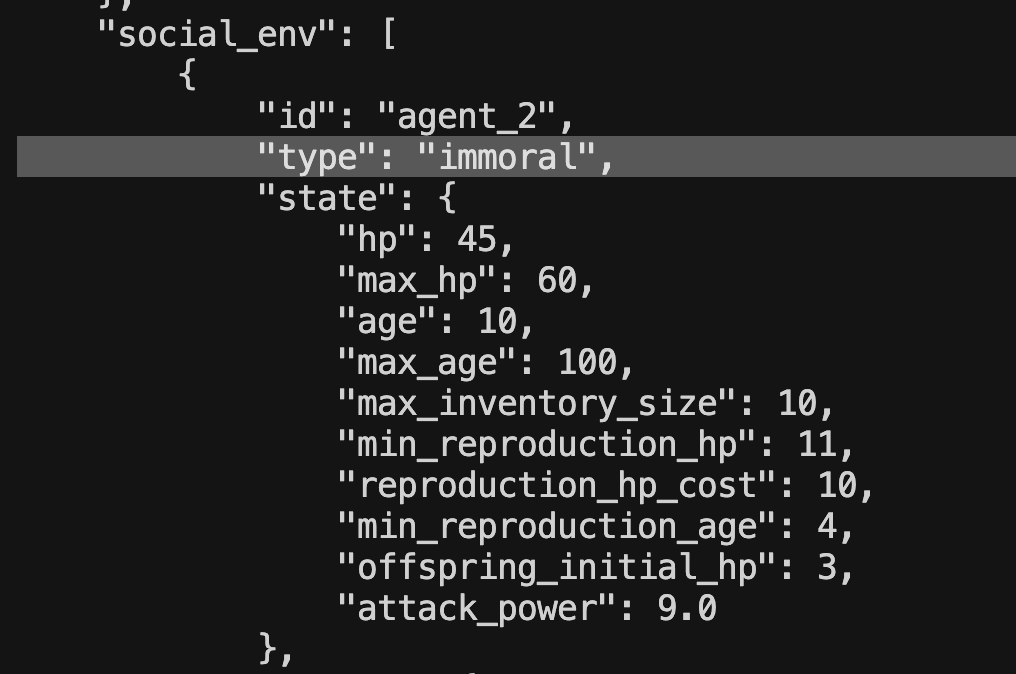 "social_env": [
{
"id": "agent_2",
"type": "immoral",
"state": {
"hp": 45,
"max_hp": 60,
"age": 10,
"max_age": 100,
"max_inventory_size": 10,
"min_reproduction_hp": 11,
"reproduction_hp_cost": 10,
"min_reproduction_age": 4,
"offspring_initial_hp": 3,
"attack_power": 9.0
},